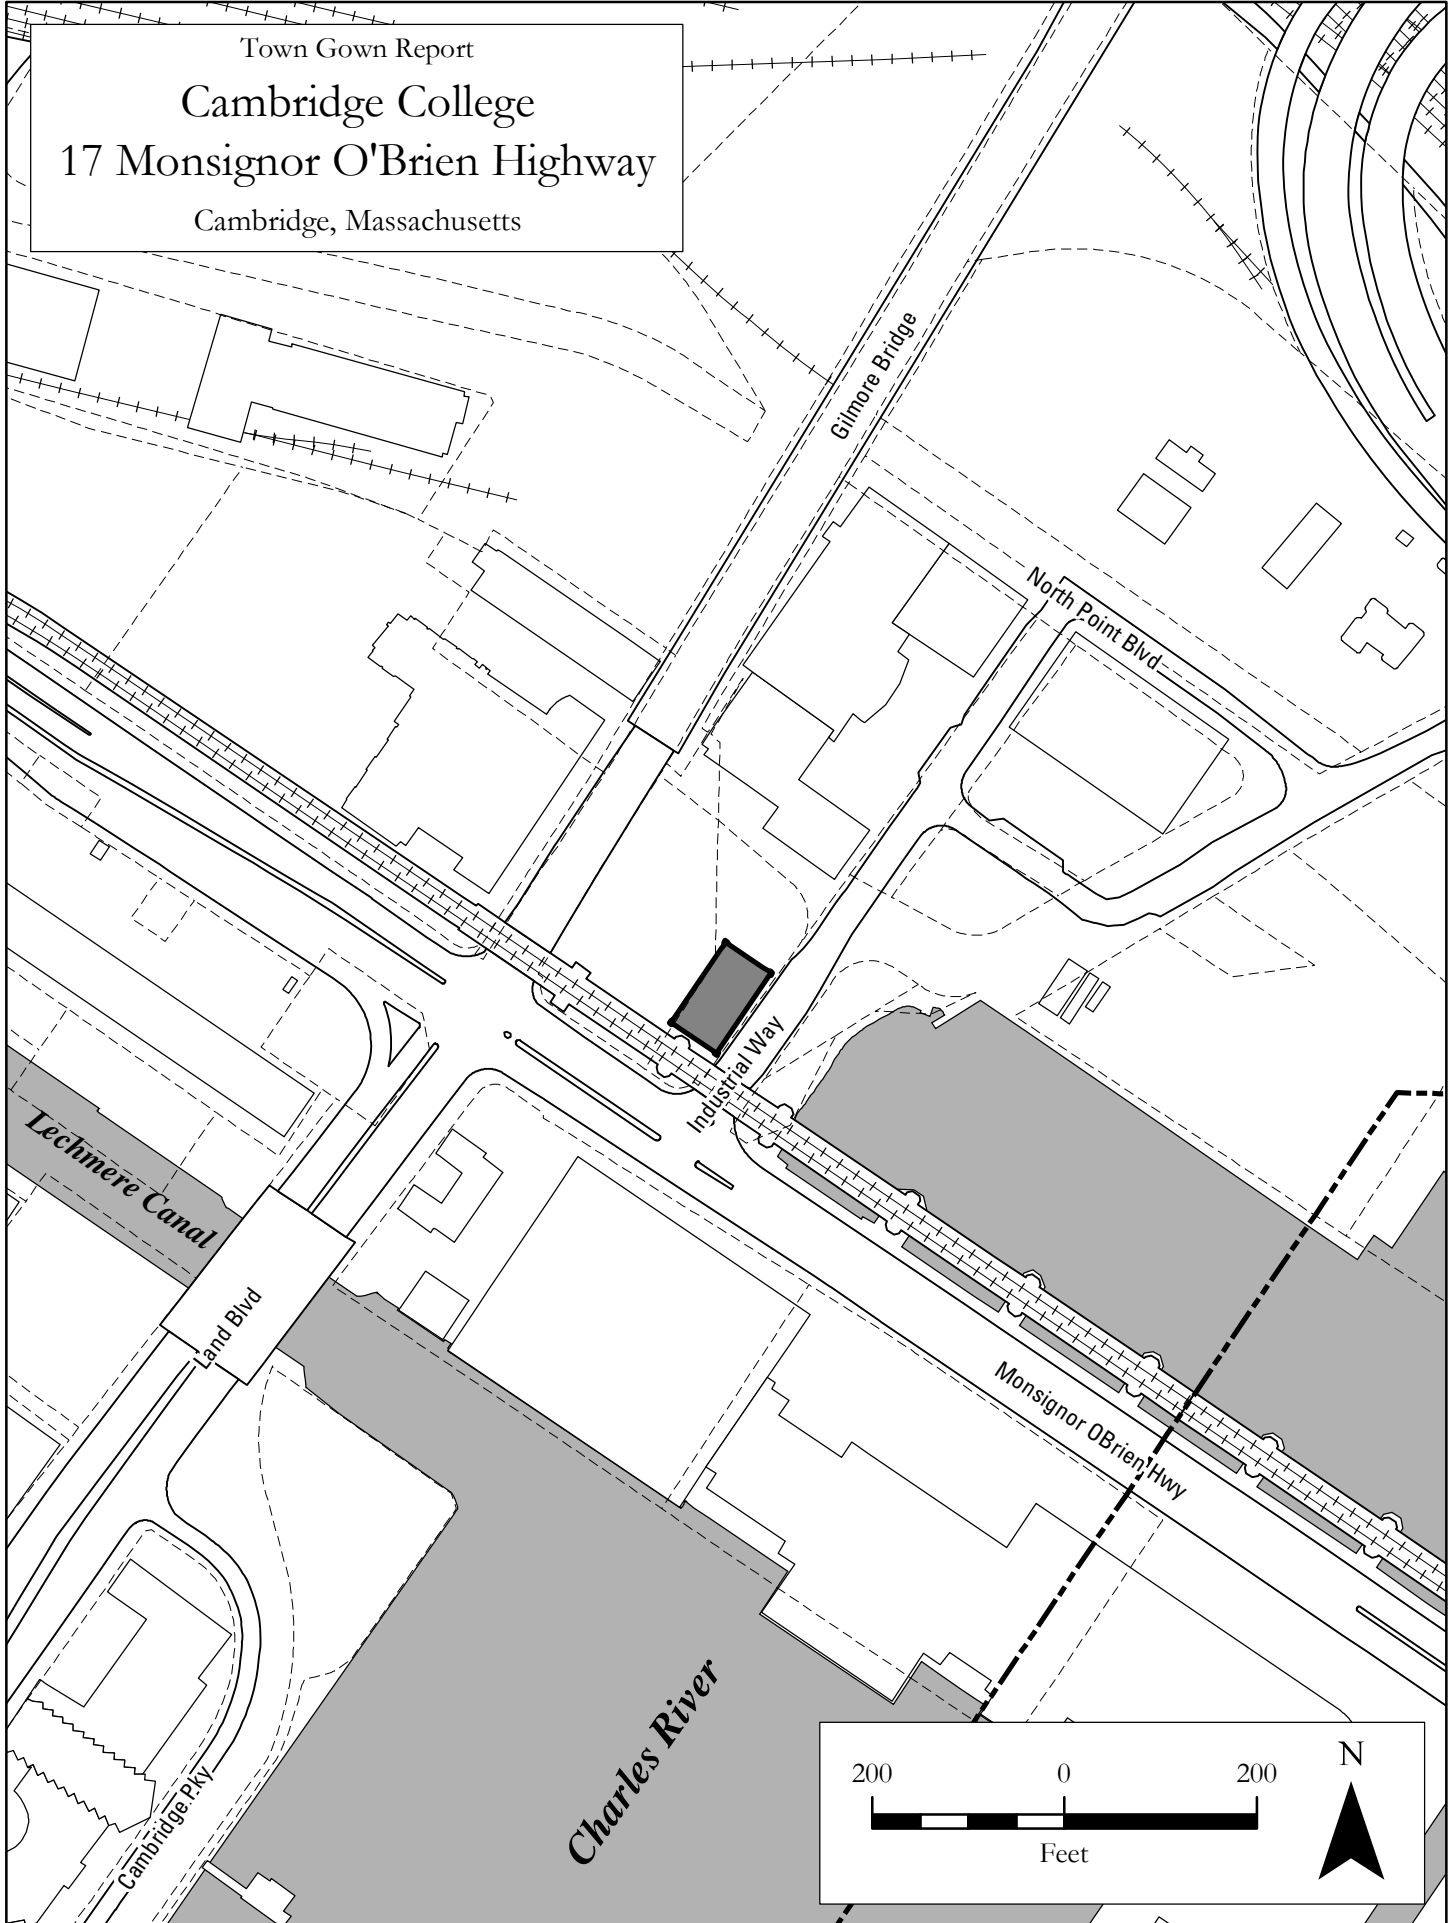 Town Gown Report
Cambridge College
17 Monsignor O'Brien Highway
Cambridge, Massachusetts
Gilmore Bridge
North Point Blvd
Industrial Way
Lechmere Canal
Land Blvd
Monsignor OBrien Hwy
Charles River
Cambridge Pky
200 0 200
Feet
N